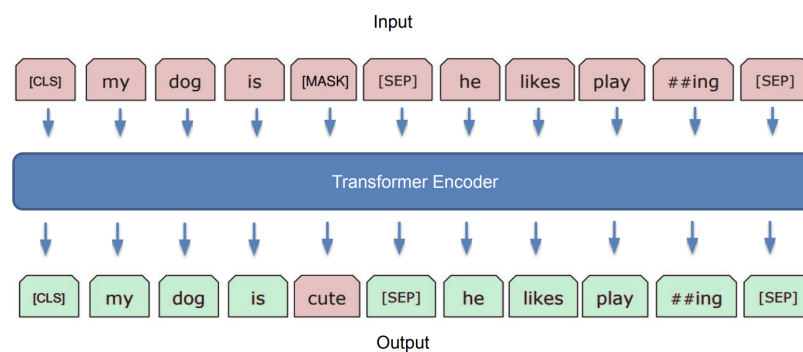 Input
[CLS] my dog is [MASK] [SEP] he likes play ##ing [SEP]
Transformer Encoder
[CLS] my dog is cute [SEP] he likes play ##ing [SEP]
Output